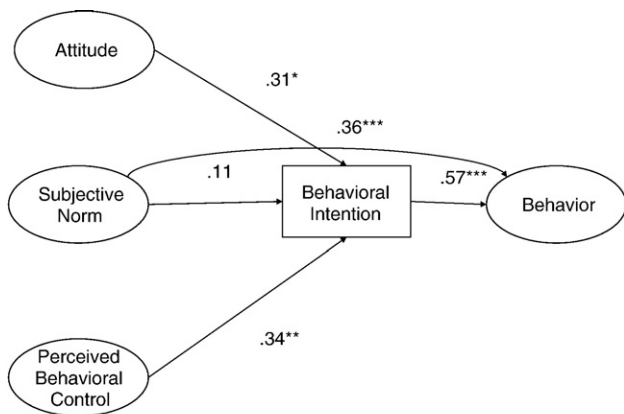 Attitude
.31*
.36***
Subjective
Norm
.11
Behavioral
Intention
.57***
Behavior
.34**
Perceived
Behavioral
Control